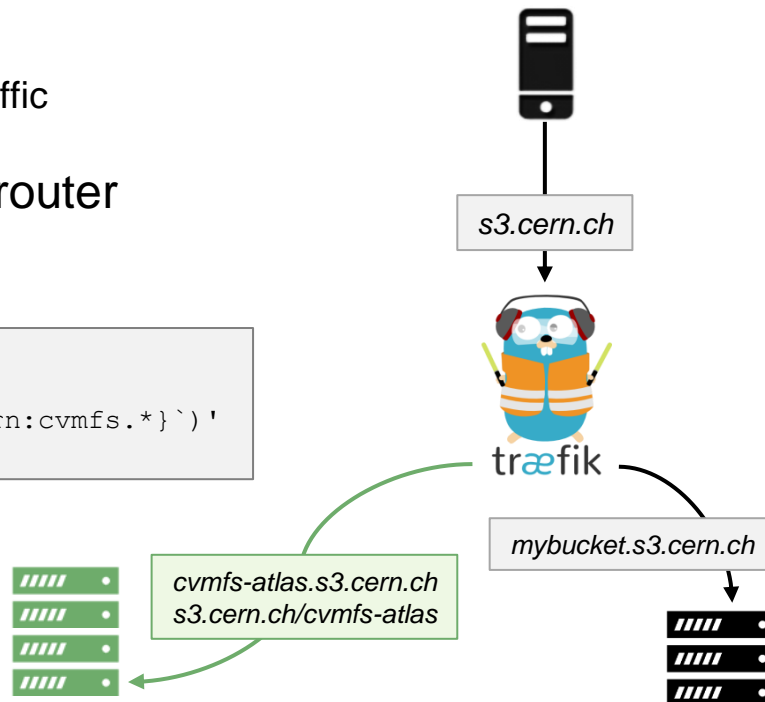 ffic
router
s3.cern.ch
rn:cvmfs.*}`)'
træfik
mybucket.s3.cern.ch
cvmfs-atlas.s3.cern.ch
s3.cern.ch/cvmfs-atlas